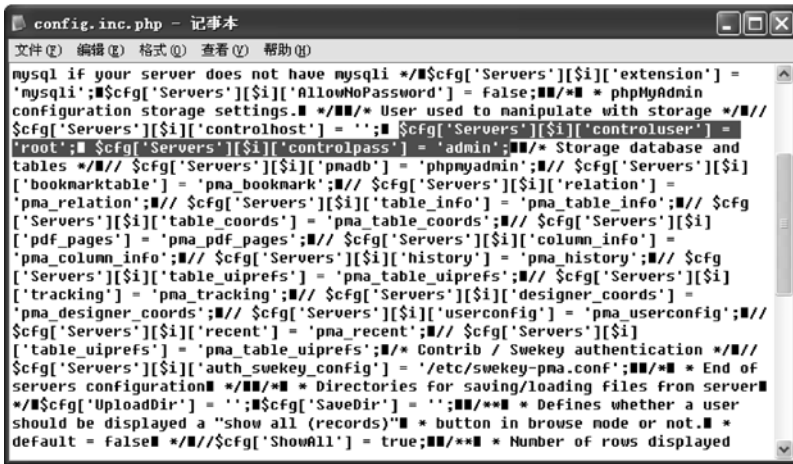 config.inc.php - 记事本
文件(F) 编辑(E) 格式(O) 查看(V) 帮助(H)
mysql if your server does not have mysqli */■$cfg['Servers'][$i]['extension'] =
'mysqli';■$cfg['Servers'][$i]['AllowNoPassword'] = false;■■/*■ * phpMyAdmin
configuration storage settings.■ */■■/* User used to manipulate with storage */■//
$cfg['Servers'][$i]['controlhost'] = '';■ $cfg['Servers'][$i]['controluser'] =
'root';■ $cfg['Servers'][$i]['controlpass'] = 'admin';■■/* Storage database and
tables */■// $cfg['Servers'][$i]['pmadb'] = 'phpmyadmin';■// $cfg['Servers'][$i]
['bookmarktable'] = 'pma_bookmark';■// $cfg['Servers'][$i]['relation'] =
'pma_relation';■// $cfg['Servers'][$i]['table_info'] = 'pma_table_info';■// $cfg
['Servers'][$i]['table_coords'] = 'pma_table_coords';■// $cfg['Servers'][$i]
['pdf_pages'] = 'pma_pdf_pages';■// $cfg['Servers'][$i]['column_info'] =
'pma_column_info';■// $cfg['Servers'][$i]['history'] = 'pma_history';■// $cfg
['Servers'][$i]['table_uiprefs'] = 'pma_table_uiprefs';■// $cfg['Servers'][$i]
['tracking'] = 'pma_tracking';■// $cfg['Servers'][$i]['designer_coords'] =
'pma_designer_coords';■// $cfg['Servers'][$i]['userconfig'] = 'pma_userconfig';■//
$cfg['Servers'][$i]['recent'] = 'pma_recent';■// $cfg['Servers'][$i]
['table_uiprefs'] = 'pma_table_uiprefs';■/* Contrib / Swekey authentication */■//
$cfg['Servers'][$i]['auth_swekey_config'] = '/etc/swekey-pma.conf';■■/*■ * End of
servers configuration■ */■■/*■ * Directories for saving/loading files from server■
*/■$cfg['UploadDir'] = '';■$cfg['SaveDir'] = '';■■/**■ * Defines whether a user
should be displayed a "show all (records)"■ * button in browse mode or not.■ *
default = false■ */■//$cfg['ShowAll'] = true;■■/**■ * Number of rows displayed